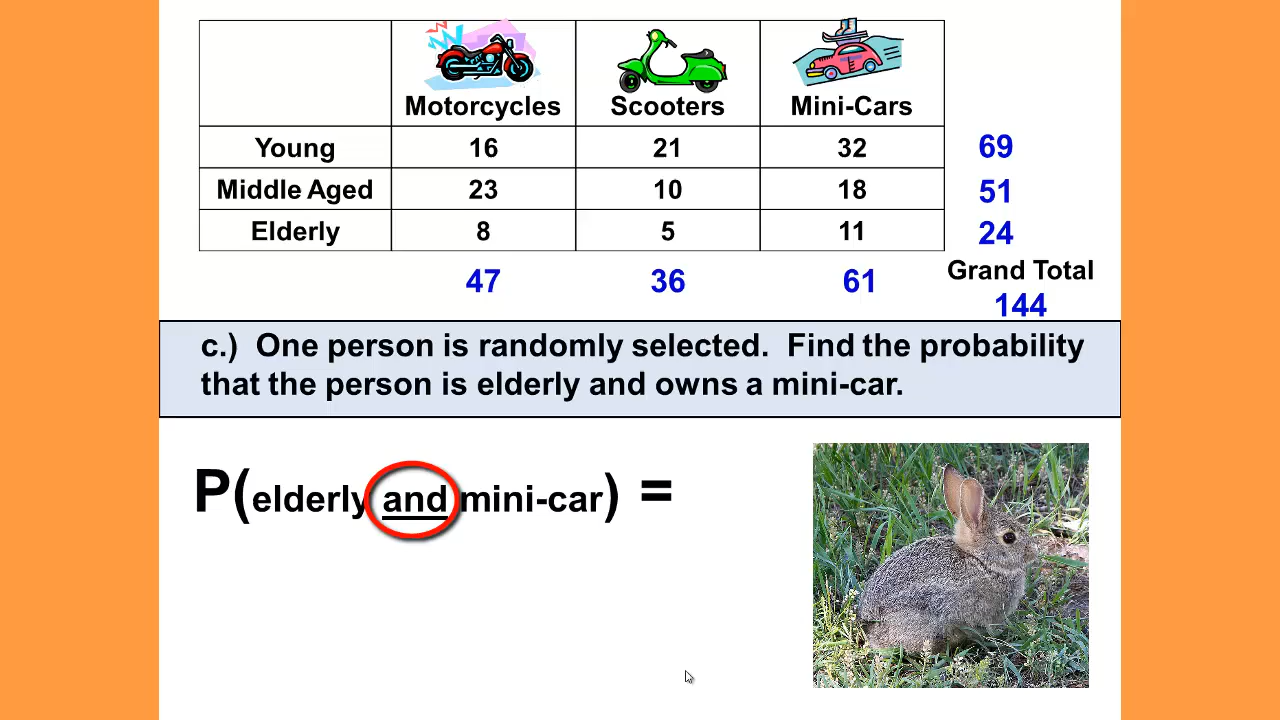 Motorcycles Scooters Mini-Cars
Young 16 21 32 69
Middle Aged 23 10 18 51
Elderly 8 5 11 24
47 36 61 Grand Total
144
c.) One person is randomly selected. Find the probability
that the person is elderly and owns a mini-car.
P(elderly and mini-car) =